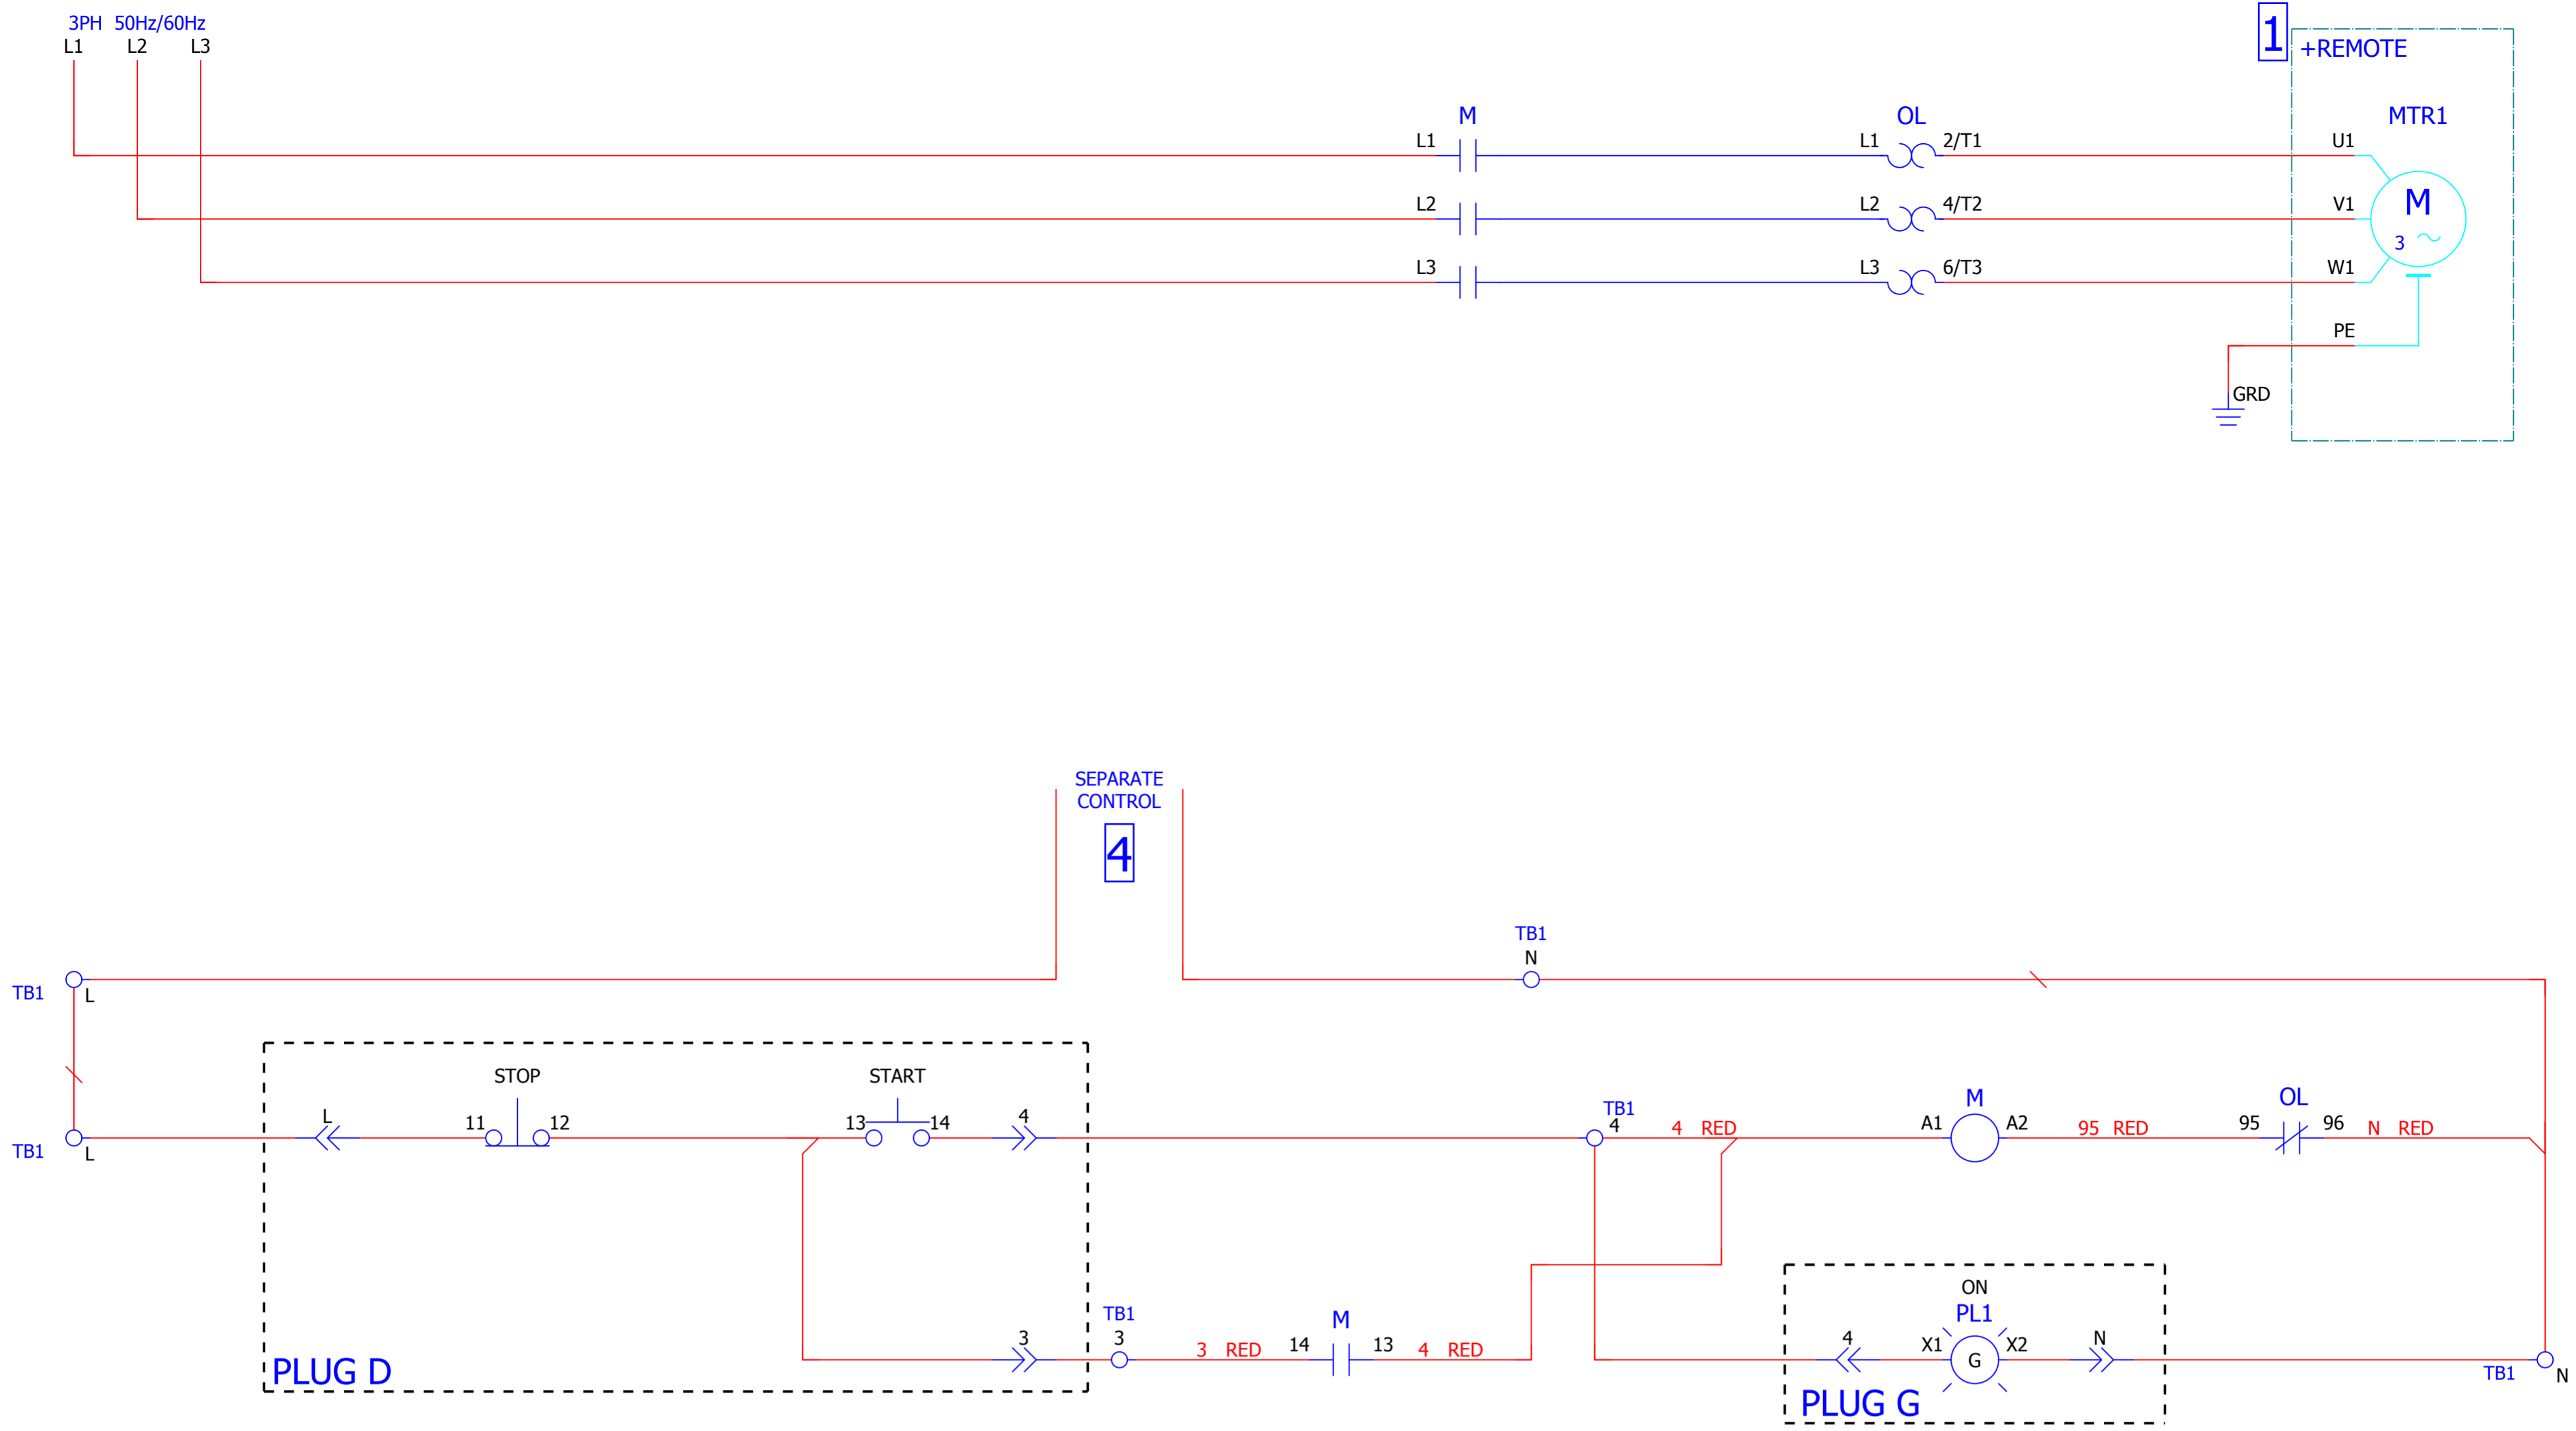 3PH 50Hz/60Hz
L1 L2 L3
1
+REMOTE
M OL MTR1
L1 L1 2/T1 U1
L2 L2 4/T2 V1
M
3
L3 L3 6/T3 W1
PE
GRD
SEPARATE
CONTROL
4
TB1
N
TB1 L
STOP START
L 11 12 13 14 4
TB1
4
4 RED
M
A1 A2
95 RED
OL
95 96
N RED
TB1 L
ON
PL1
TB1
3 3
3 RED
M
14 13
4 RED
4 X1 G X2 N
TB1 N
PLUG D
PLUG G